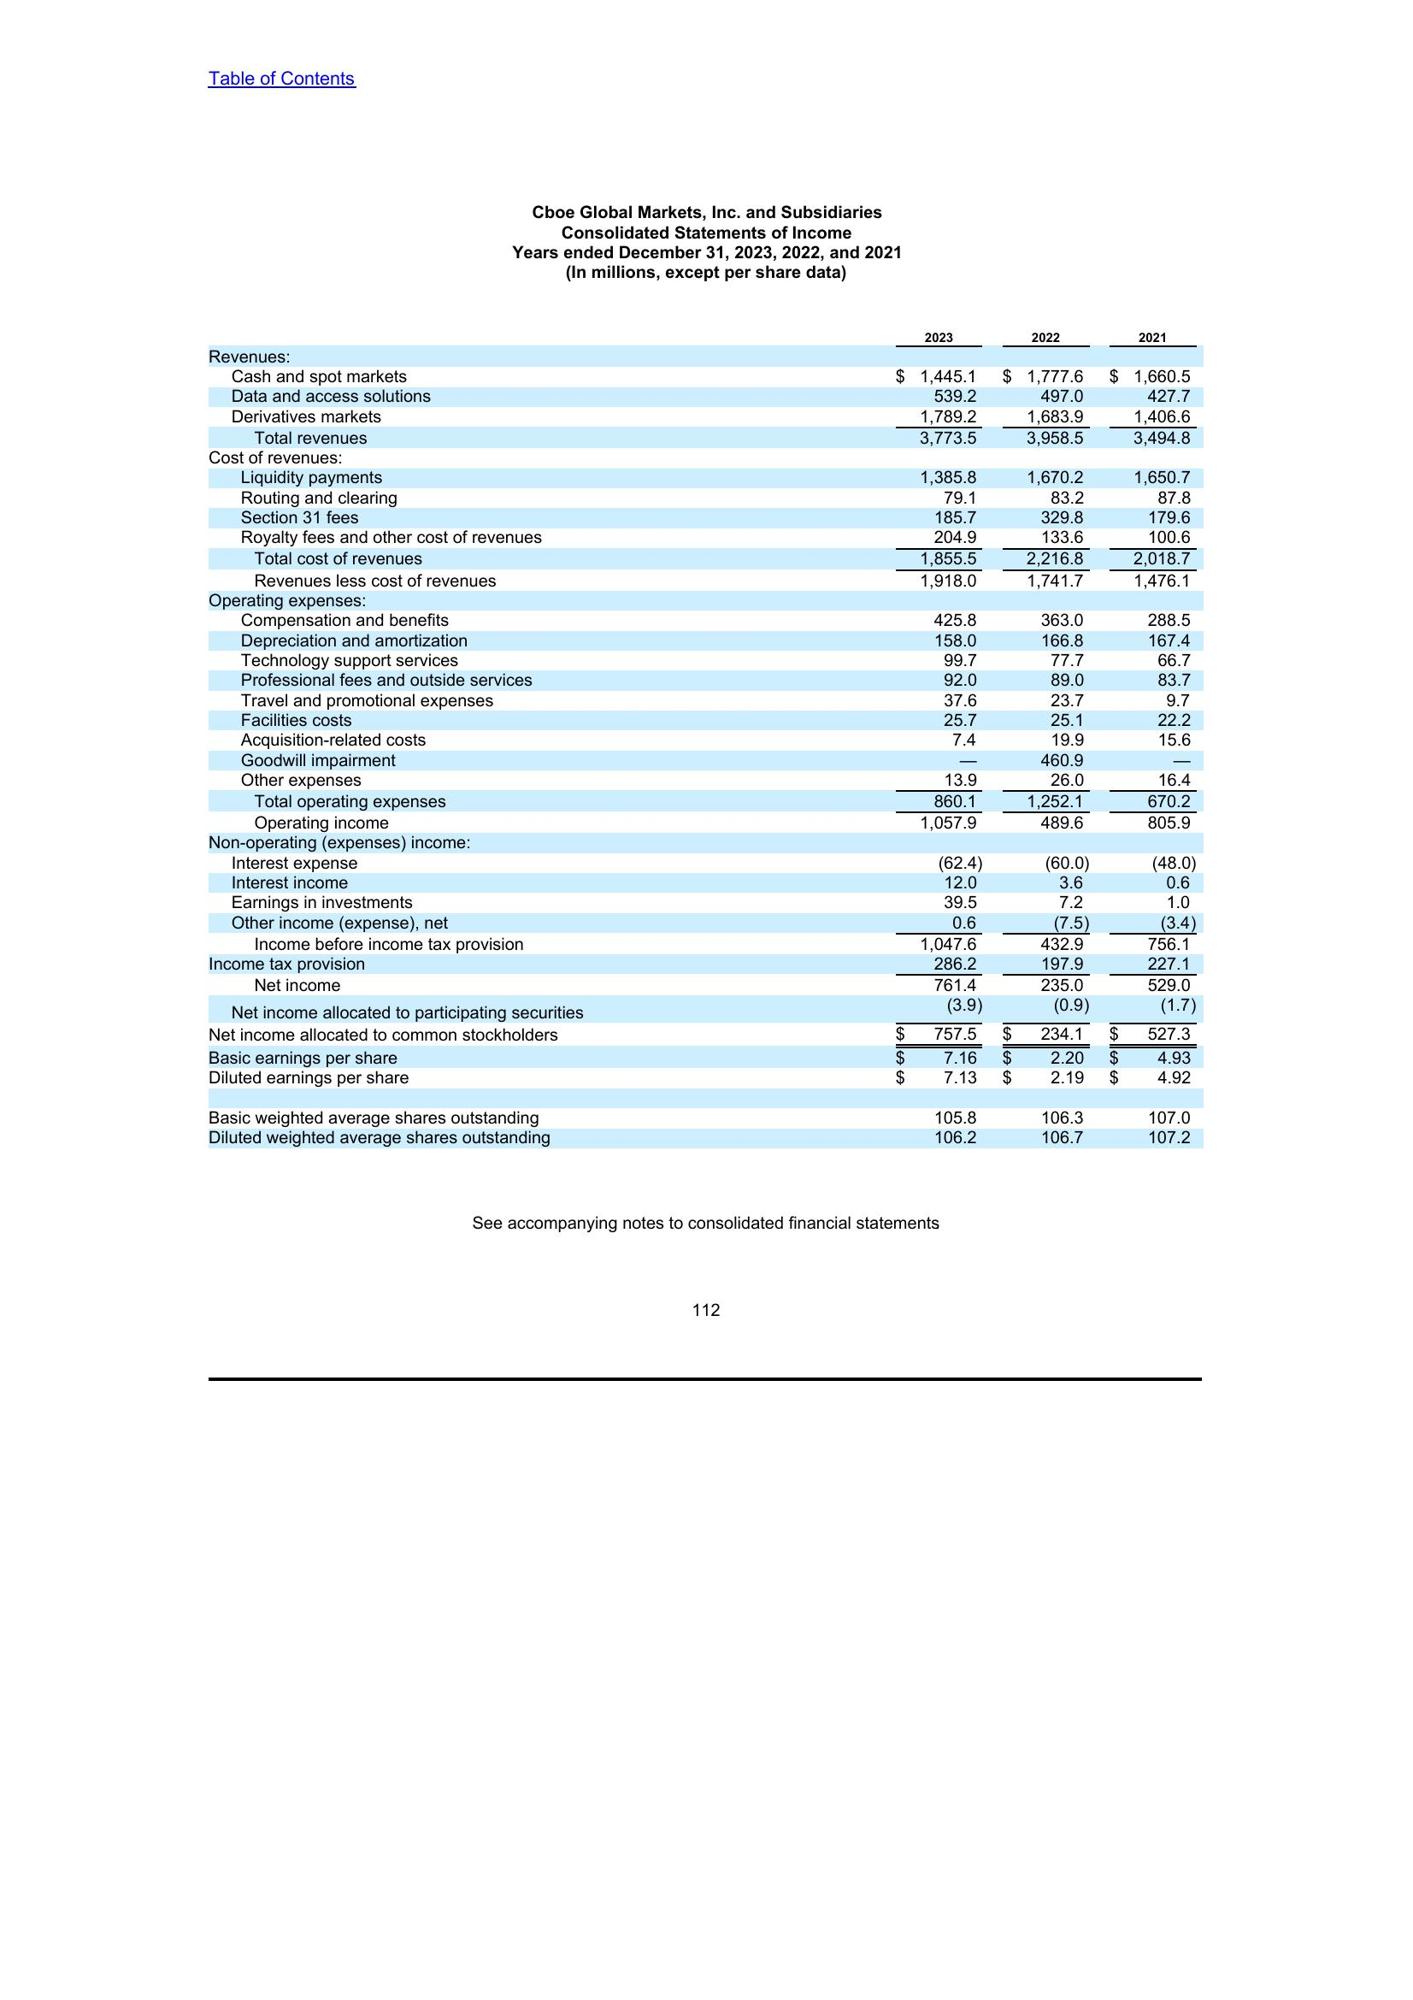 Table of Contents
Cboe Global Markets, Inc. and Subsidiaries
Consolidated Statements of Income
Years ended December 31, 2023, 2022, and 2021
(In millions, except per share data)
2023 2022 2021
Revenues:
Cash and spot markets $ 1,445.1 $ 1,777.6 $ 1,660.5
Data and access solutions 539.2 497.0 427.7
Derivatives markets 1,789.2 1,683.9 1,406.6
Total revenues 3,773.5 3,958.5 3,494.8
Cost of revenues:
Liquidity payments 1,385.8 1,670.2 1,650.7
Routing and clearing 79.1 83.2 87.8
Section 31 fees 185.7 329.8 179.6
Royalty fees and other cost of revenues 204.9 133.6 100.6
Total cost of revenues 1,855.5 2,216.8 2,018.7
Revenues less cost of revenues 1,918.0 1,741.7 1,476.1
Operating expenses:
Compensation and benefits 425.8 363.0 288.5
Depreciation and amortization 158.0 166.8 167.4
Technology support services 99.7 77.7 66.7
Professional fees and outside services 92.0 89.0 83.7
Travel and promotional expenses 37.6 23.7 9.7
Facilities costs 25.7 25.1 22.2
Acquisition-related costs 7.4 19.9 15.6
Goodwill impairment — 460.9 —
Other expenses 13.9 26.0 16.4
Total operating expenses 860.1 1,252.1 670.2
Operating income 1,057.9 489.6 805.9
Non-operating (expenses) income:
Interest expense (62.4) (60.0) (48.0)
Interest income 12.0 3.6 0.6
Earnings in investments 39.5 7.2 1.0
Other income (expense), net 0.6 (7.5) (3.4)
Income before income tax provision 1,047.6 432.9 756.1
Income tax provision 286.2 197.9 227.1
Net income 761.4 235.0 529.0
Net income allocated to participating securities (3.9) (0.9) (1.7)
Net income allocated to common stockholders $ 757.5 $ 234.1 $ 527.3
Basic earnings per share $ 7.16 $ 2.20 $ 4.93
Diluted earnings per share $ 7.13 $ 2.19 $ 4.92
Basic weighted average shares outstanding 105.8 106.3 107.0
Diluted weighted average shares outstanding 106.2 106.7 107.2
See accompanying notes to consolidated financial statements
112